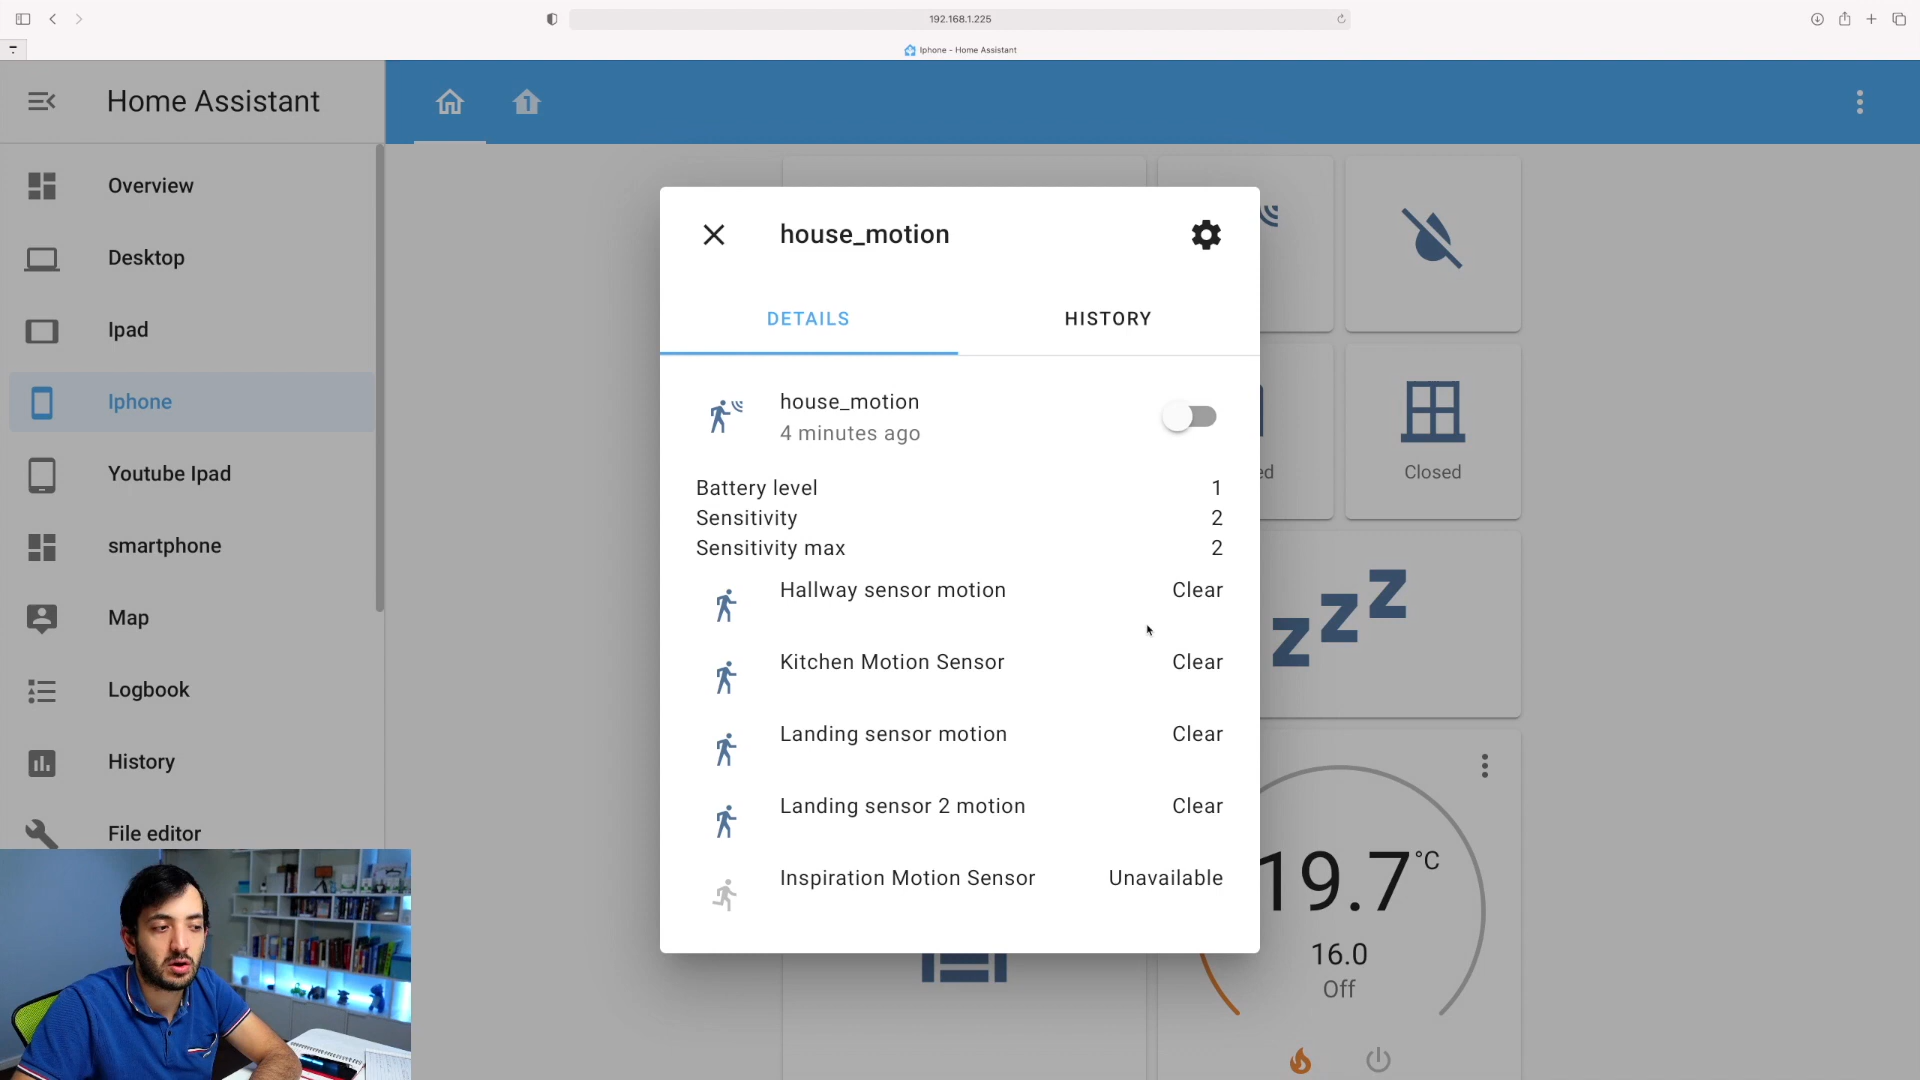 192.168.1.225
Iphone - Home Assistant
Home Assistant
1
Overview
Desktop
Ipad
Iphone
Youtube Ipad
smartphone
Map
Logbook
History
File editor
house_motion
DETAILS
HISTORY
house_motion
4 minutes ago
Battery level 1
Sensitivity 2
Sensitivity max 2
Hallway sensor motion Clear
Kitchen Motion Sensor Clear
Landing sensor motion Clear
Landing sensor 2 motion Clear
Inspiration Motion Sensor Unavailable
ed
Closed
zzz
19.7 °C
16.0
Off